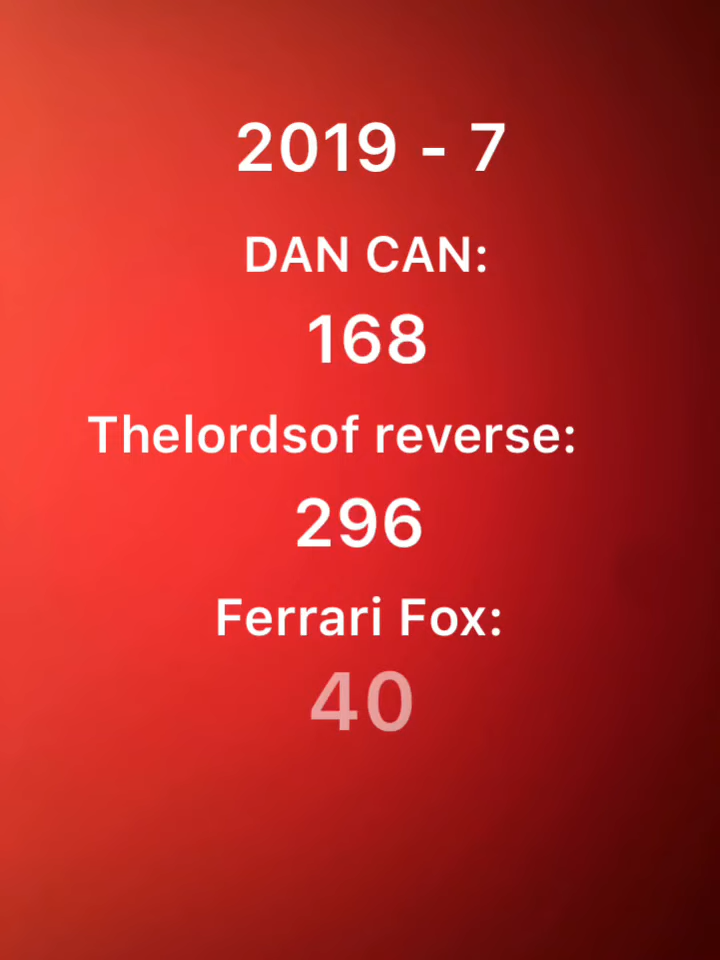 2019 - 7
DAN CAN:
168
Thelordsof reverse:
296
Ferrari Fox:
40